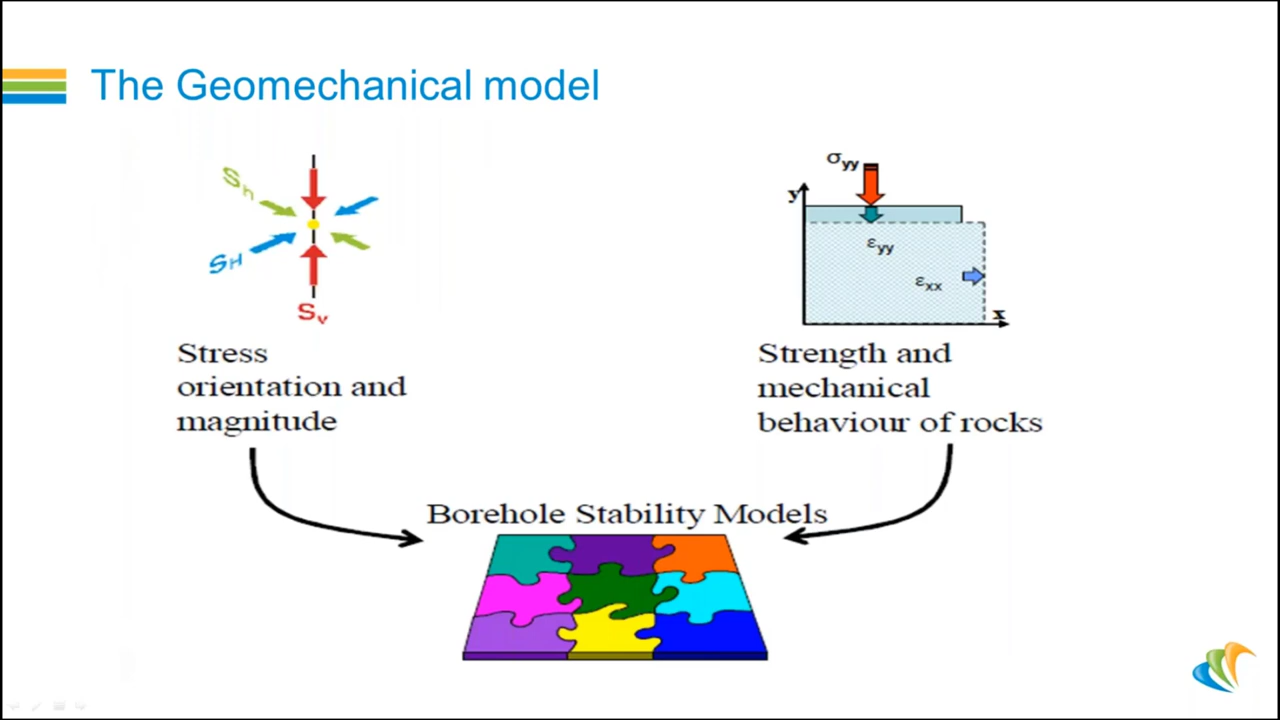 The Geomechanical model
Sh
SH
Sv
σyy
y
εyy
εxx
x
Stress
orientation and
magnitude
Strength and
mechanical
behaviour of rocks
Borehole Stability Models